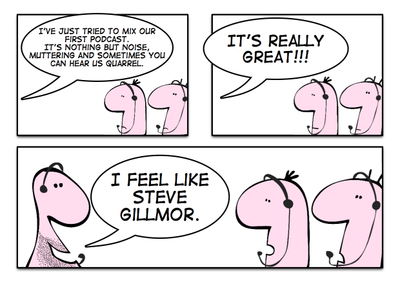 I'VE JUST TRIED TO MIX OUR
FIRST PODCAST.
IT'S NOTHING BUT NOISE,
MUTTERING AND SOMETIMES YOU
CAN HEAR US QUARREL.
IT'S REALLY
GREAT!!!
I FEEL LIKE
STEVE
GILLMOR.